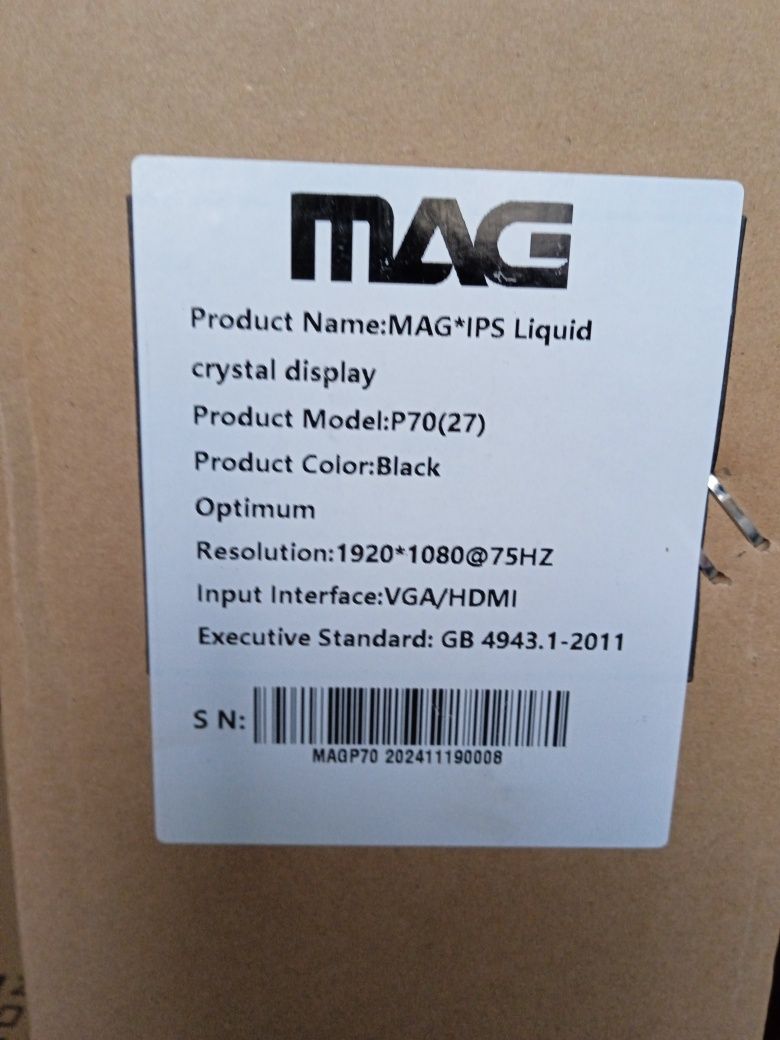 MAG
Product Name:MAG*IPS Liquid
crystal display
Product Model:P70(27)
Product Color:Black
Optimum
Resolution:1920*1080@75HZ
Input Interface:VGA/HDMI
Executive Standard: GB 4943.1-2011
S N:
MAGP70 202411190008